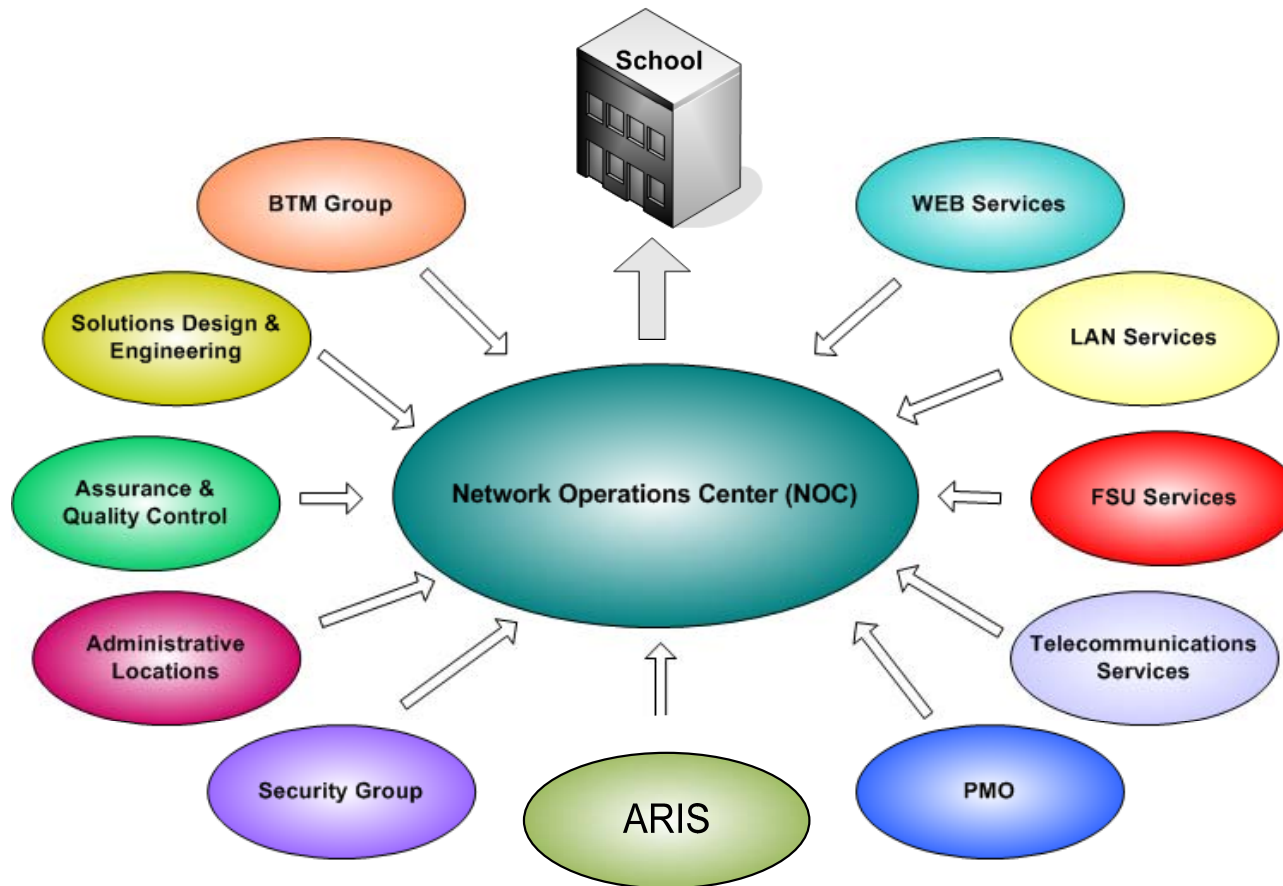 School
BTM Group
WEB Services
Solutions Design &
Engineering
LAN Services
Assurance &
Quality Control
Network Operations Center (NOC)
FSU Services
Administrative
Locations
Telecommunications
Services
Security Group
ARIS
PMO